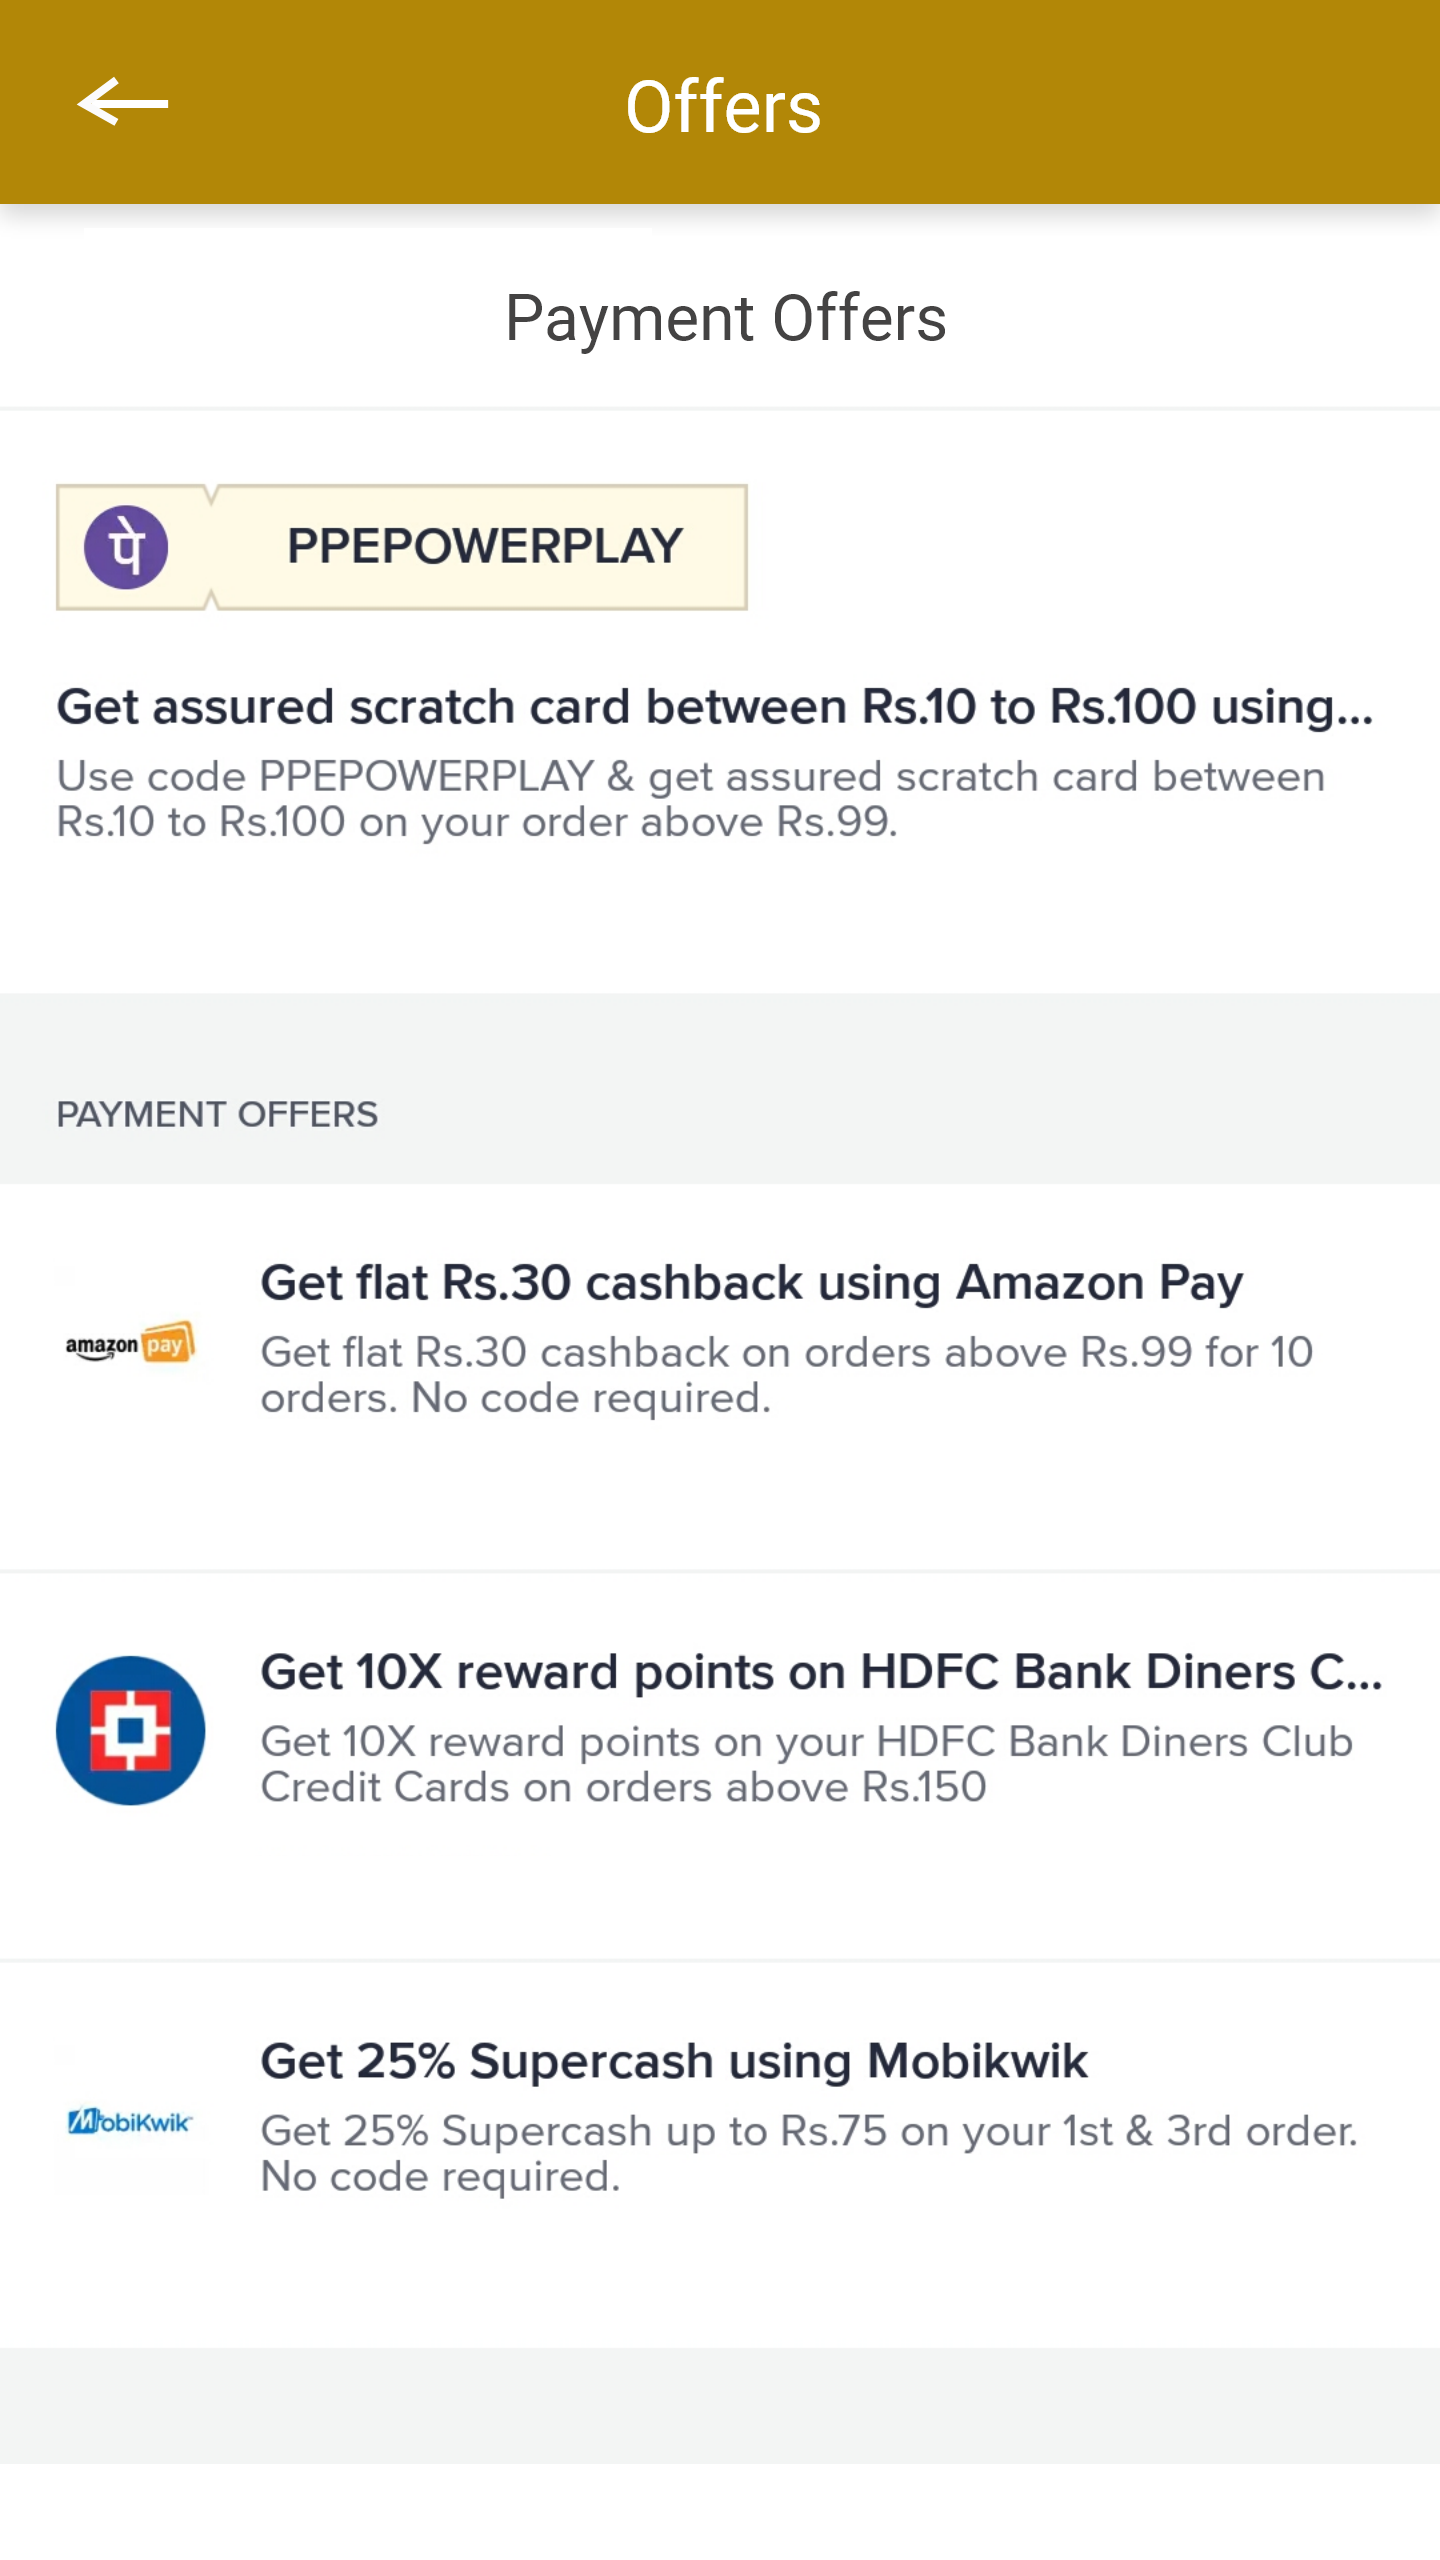 Offers
Payment Offers
पे
PPEPOWERPLAY
Get assured scratch card between Rs.10 to Rs.100 using...
Use code PPEPOWERPLAY & get assured scratch card between
Rs.10 to Rs.100 on your order above Rs.99.
PAYMENT OFFERS
Get flat Rs.30 cashback using Amazon Pay
amazon pay
Get flat Rs.30 cashback on orders above Rs.99 for 10
orders. No code required.
Get 10X reward points on HDFC Bank Diners C...
Get 10X reward points on your HDFC Bank Diners Club
Credit Cards on orders above Rs.150
Get 25% Supercash using Mobikwik
MobiKwik
Get 25% Supercash up to Rs.75 on your 1st & 3rd order.
No code required.